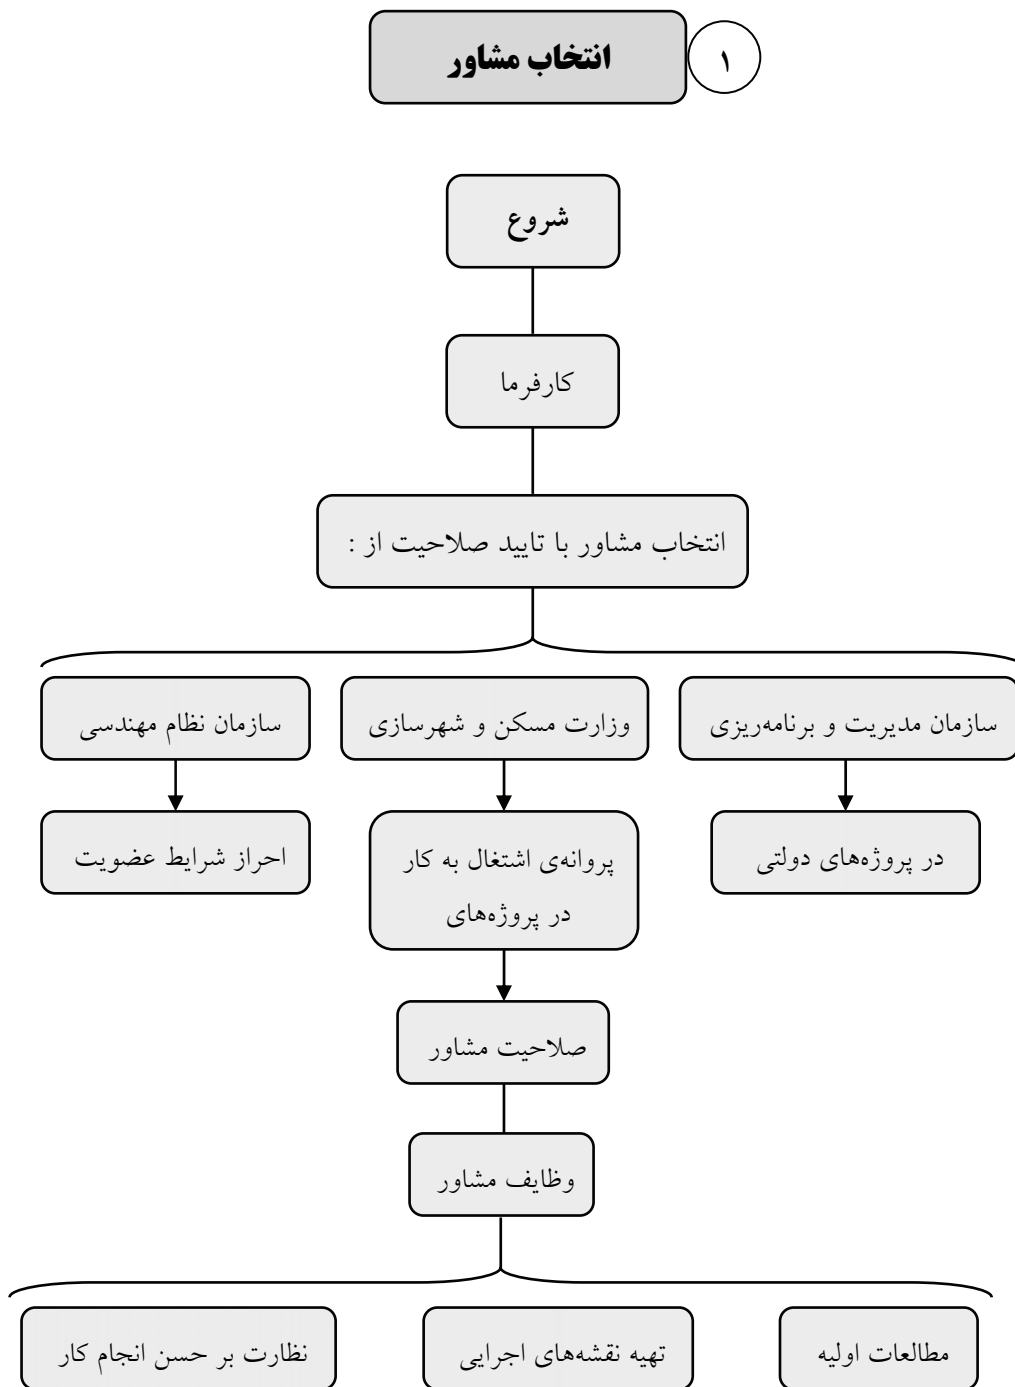 ۱
انتخاب مشاور
شروع
کارفرما
انتخاب مشاور با تایید صلاحیت از :
سازمان مدیریت و برنامه‌ریزی
وزارت مسکن و شهرسازی
سازمان نظام مهندسی
در پروژه‌های دولتی
پروانه‌ی اشتغال به کار
در پروژه‌های
احراز شرایط عضویت
صلاحیت مشاور
وظایف مشاور
مطالعات اولیه
تهیه نقشه‌های اجرایی
نظارت بر حسن انجام کار